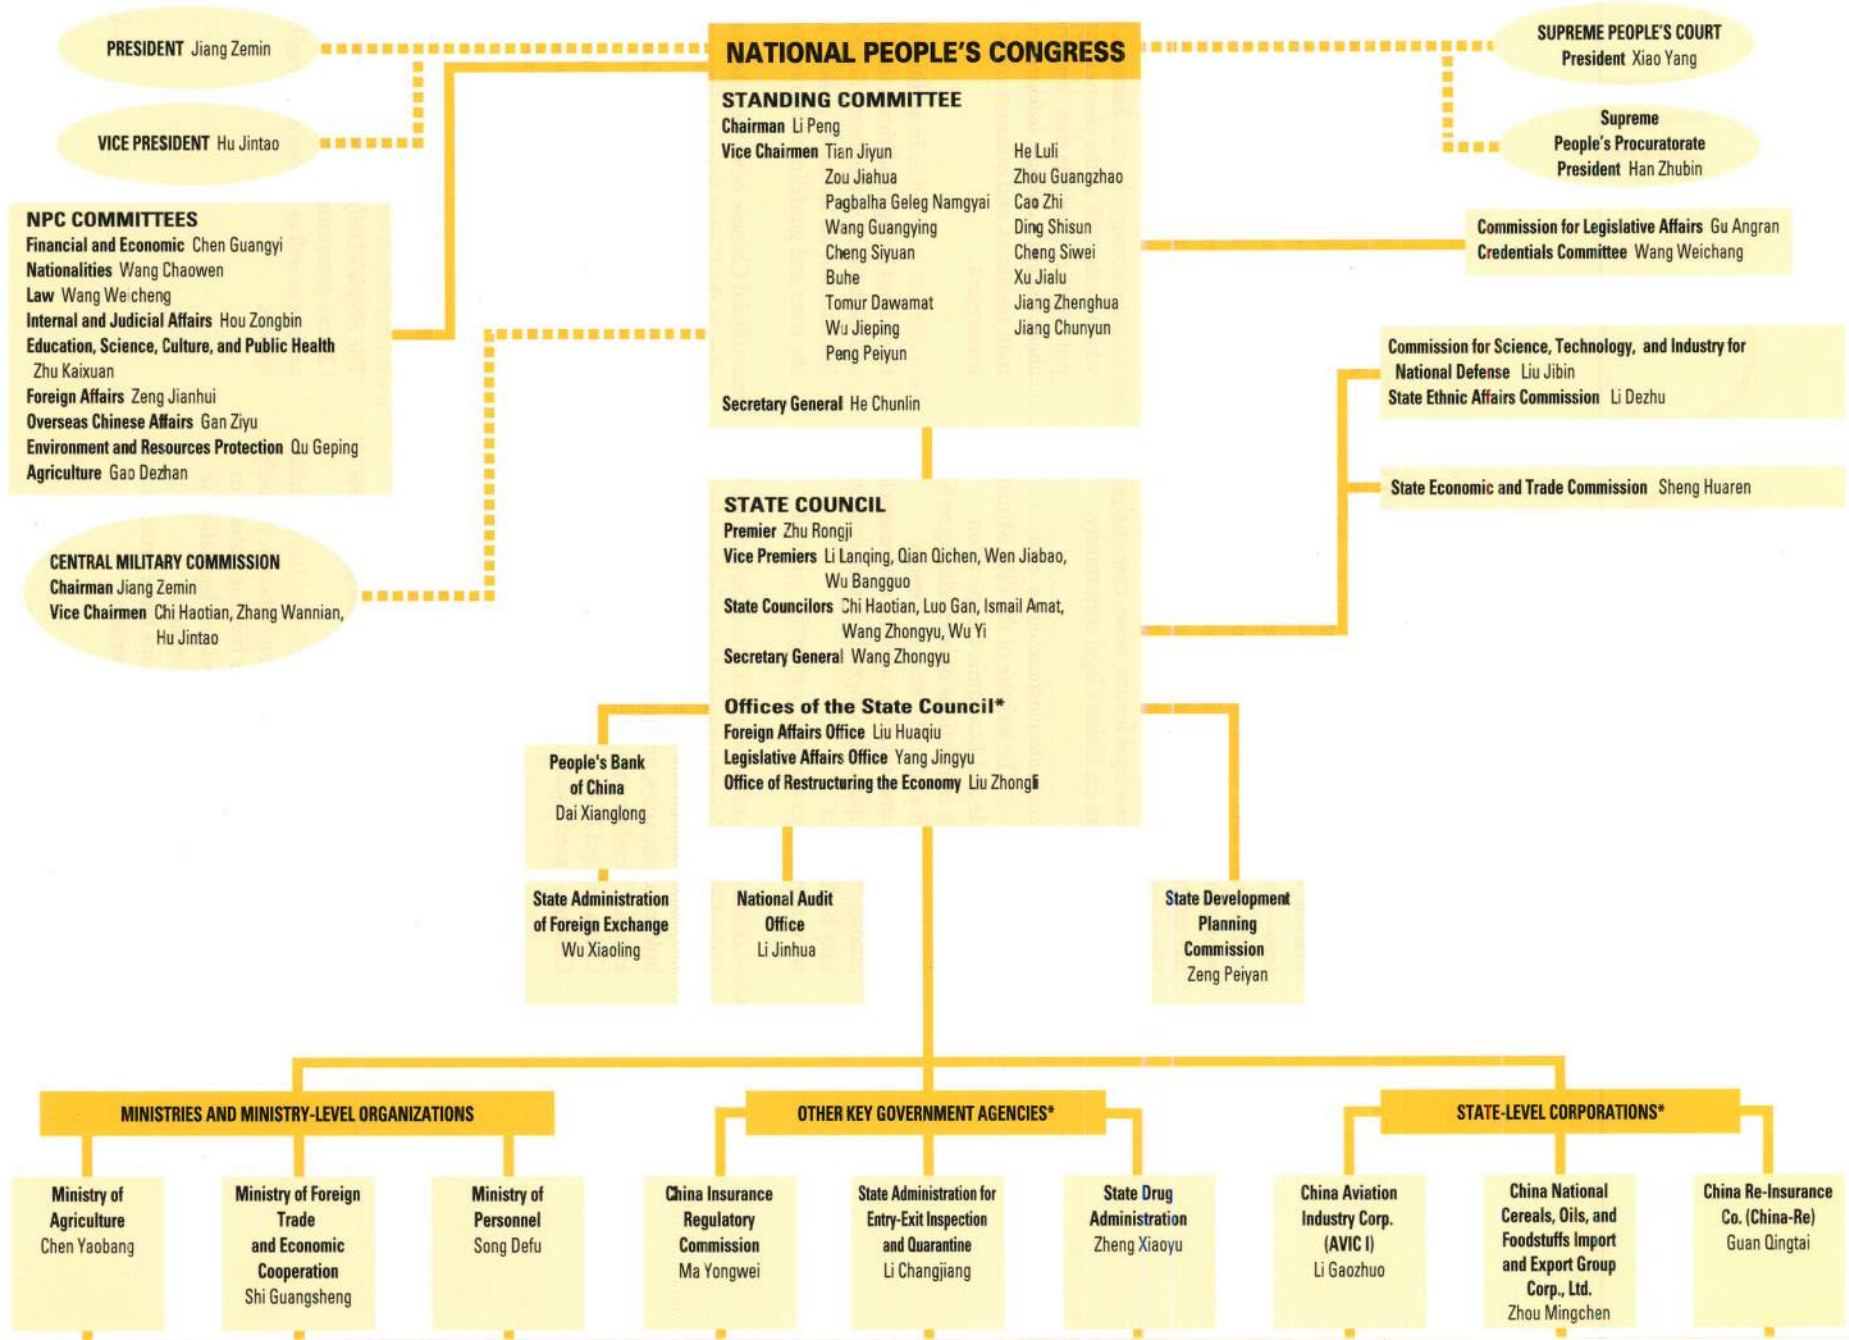 PRESIDENT Jiang Zemin
VICE PRESIDENT Hu Jintao
NATIONAL PEOPLE'S CONGRESS
STANDING COMMITTEE
Chairman Li Peng
Vice Chairmen Tian Jiyun
Zou Jiahua
Pagbalha Geleg Namgyai
Wang Guangying
Cheng Siyuan
Buhe
Tomur Dawamat
Wu Jieping
Peng Peiyun
He Luli
Zhou Guangzhao
Cao Zhi
Ding Shisun
Cheng Siwei
Xu Jialu
Jiang Zhenghua
Jiang Chunyun
Secretary General He Chunlin
SUPREME PEOPLE'S COURT
President Xiao Yang
Supreme
People's Procuratorate
President Han Zhubin
NPC COMMITTEES
Financial and Economic Chen Guangyi
Nationalities Wang Chaowen
Law Wang Weicheng
Internal and Judicial Affairs Hou Zongbin
Education, Science, Culture, and Public Health
Zhu Kaixuan
Foreign Affairs Zeng Jianhui
Overseas Chinese Affairs Gan Ziyu
Environment and Resources Protection Qu Geping
Agriculture Gao Dezhan
Commission for Legislative Affairs Gu Angran
Credentials Committee Wang Weichang
Commission for Science, Technology, and Industry for
National Defense Liu Jibin
State Ethnic Affairs Commission Li Dezhu
State Economic and Trade Commission Sheng Huaren
CENTRAL MILITARY COMMISSION
Chairman Jiang Zemin
Vice Chairmen Chi Haotian, Zhang Wannian,
Hu Jintao
STATE COUNCIL
Premier Zhu Rongji
Vice Premiers Li Lanqing, Qian Qichen, Wen Jiabao,
Wu Bangguo
State Councilors Chi Haotian, Luo Gan, Ismail Amat,
Wang Zhongyu, Wu Yi
Secretary General Wang Zhongyu
Offices of the State Council*
Foreign Affairs Office Liu Huaqiu
Legislative Affairs Office Yang Jingyu
Office of Restructuring the Economy Liu Zhongli
People's Bank
of China
Dai Xianglong
State Administration
of Foreign Exchange
Wu Xiaoling
National Audit
Office
Li Jinhua
State Development
Planning
Commission
Zeng Peiyan
MINISTRIES AND MINISTRY-LEVEL ORGANIZATIONS
Ministry of
Agriculture
Chen Yaobang
Ministry of Foreign
Trade
and Economic
Cooperation
Shi Guangsheng
Ministry of
Personnel
Song Defu
OTHER KEY GOVERNMENT AGENCIES*
China Insurance
Regulatory
Commission
Ma Yongwei
State Administration for
Entry-Exit Inspection
and Quarantine
Li Changjiang
State Drug
Administration
Zheng Xiaoyu
STATE-LEVEL CORPORATIONS*
China Aviation
Industry Corp.
(AVIC I)
Li Gaozhuo
China National
Cereals, Oils, and
Foodstuffs Import
and Export Group
Corp., Ltd.
Zhou Mingchen
China Re-Insurance
Co. (China-Re)
Guan Qingtai